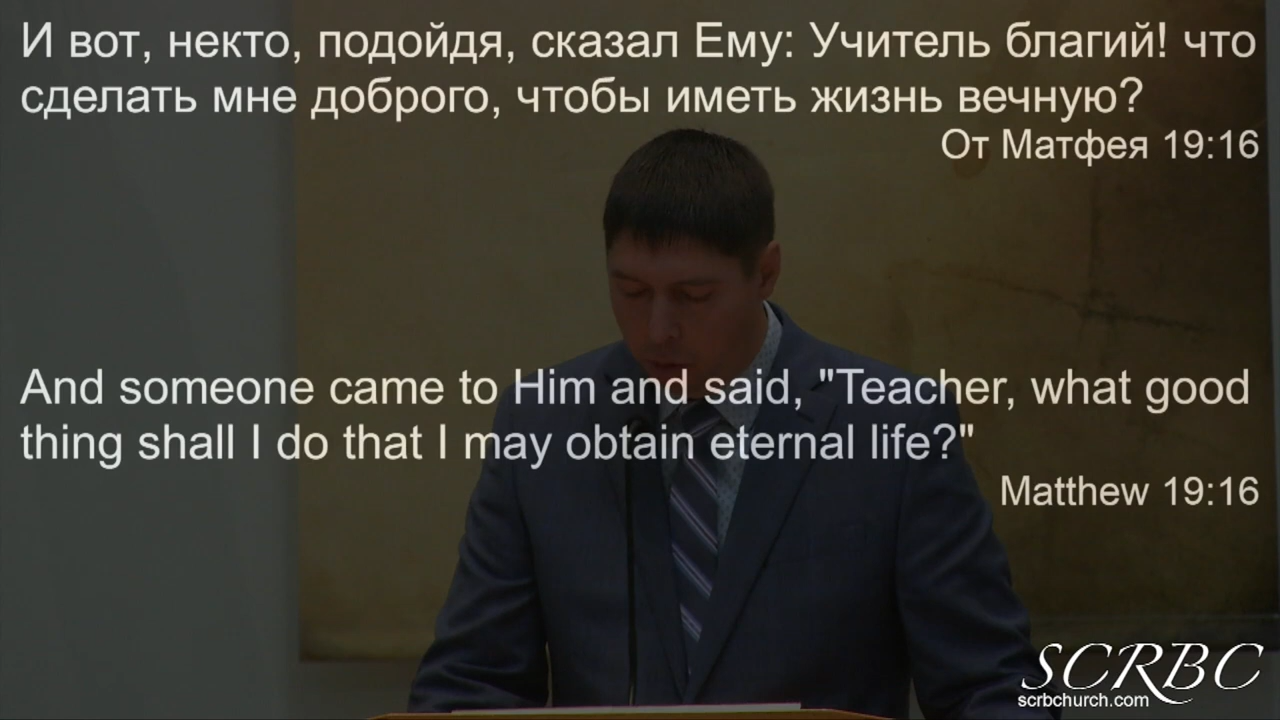 И вот, некто, подойдя, сказал Ему: Учитель благий! что
сделать мне доброго, чтобы иметь жизнь вечную?
От Матфея 19:16
And someone came to Him and said, "Teacher, what good
thing shall I do that I may obtain eternal life?"
Matthew 19:16
SCRBC
scrbchurch.com